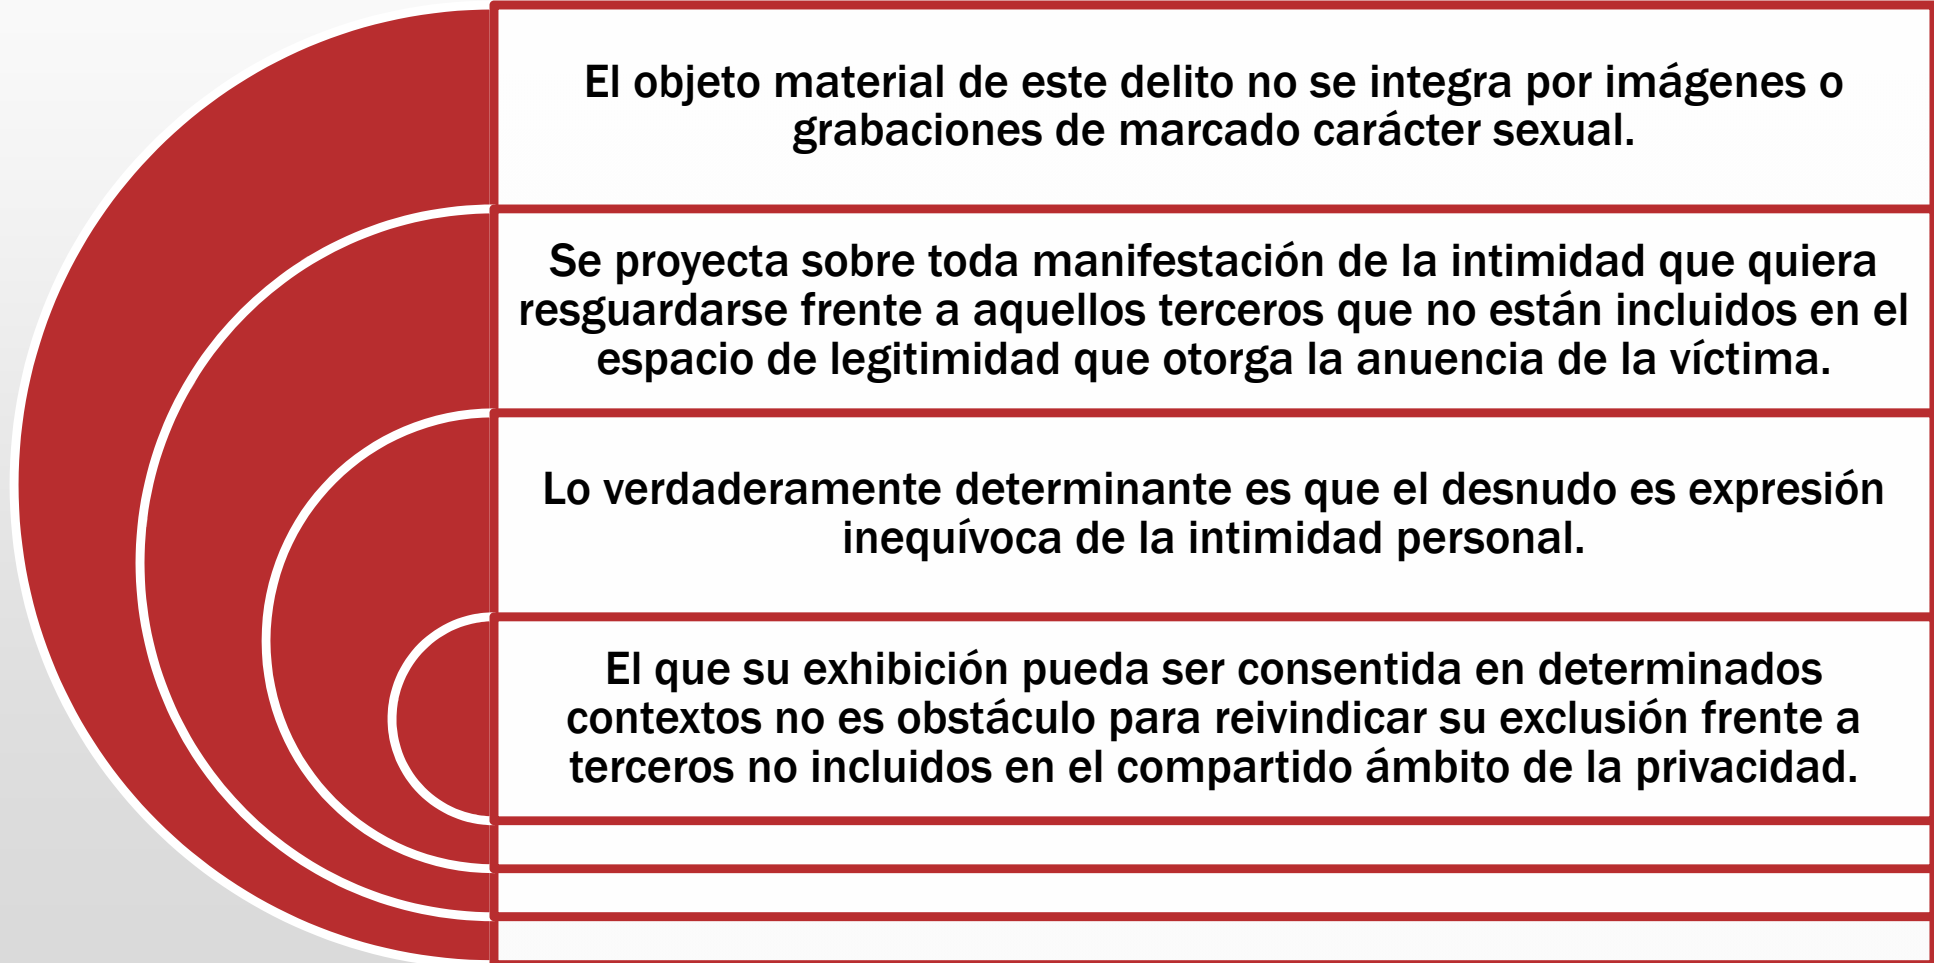 El objeto material de este delito no se integra por imágenes o
grabaciones de marcado carácter sexual.
Se proyecta sobre toda manifestación de la intimidad que quiera
resguardarse frente a aquellos terceros que no están incluidos en el
espacio de legitimidad que otorga la anuencia de la víctima.
Lo verdaderamente determinante es que el desnudo es expresión
inequívoca de la intimidad personal.
El que su exhibición pueda ser consentida en determinados
contextos no es obstáculo para reivindicar su exclusión frente a
terceros no incluidos en el compartido ámbito de la privacidad.